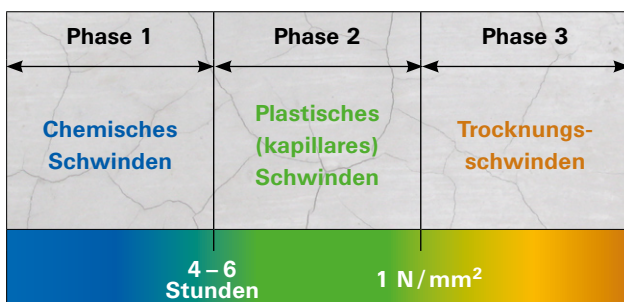 Phase 1
Phase 2
Phase 3
Chemisches
Schwinden
Plastisches
(kapillares)
Schwinden
Trocknungs-
schwinden
4 – 6
Stunden
1 N / mm²